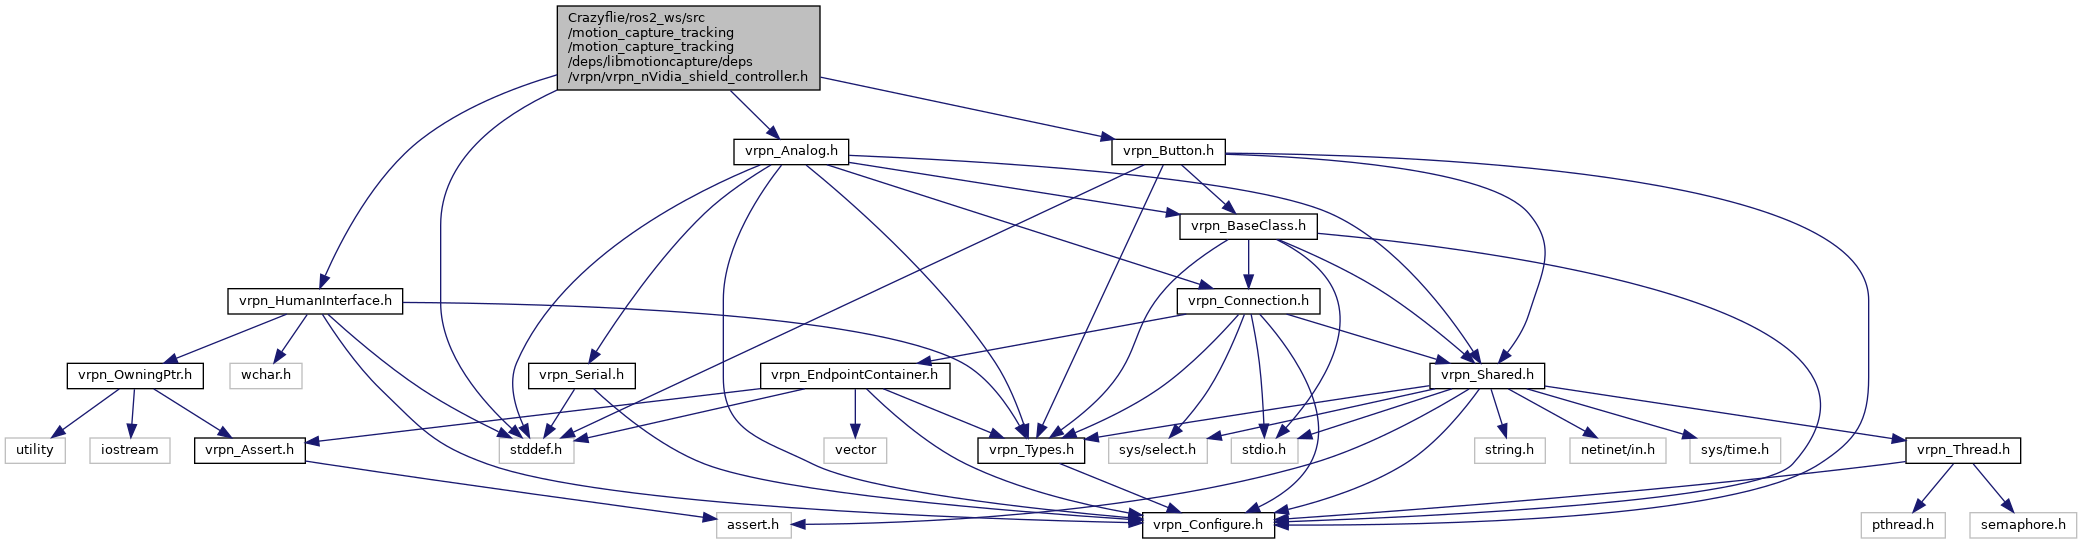 Crazyflie/ros2_ws/src
/motion_capture_tracking
/motion_capture_tracking
/deps/libmotioncapture/deps
/vrpn/vrpn_nVidia_shield_controller.h
vrpn_Analog.h
vrpn_Button.h
vrpn_BaseClass.h
vrpn_HumanInterface.h
vrpn_Connection.h
vrpn_OwningPtr.h
wchar.h
vrpn_Serial.h
vrpn_EndpointContainer.h
vrpn_Shared.h
utility
iostream
vrpn_Assert.h
stddef.h
vector
vrpn_Types.h
sys/select.h
stdio.h
string.h
netinet/in.h
sys/time.h
vrpn_Thread.h
assert.h
vrpn_Configure.h
pthread.h
semaphore.h